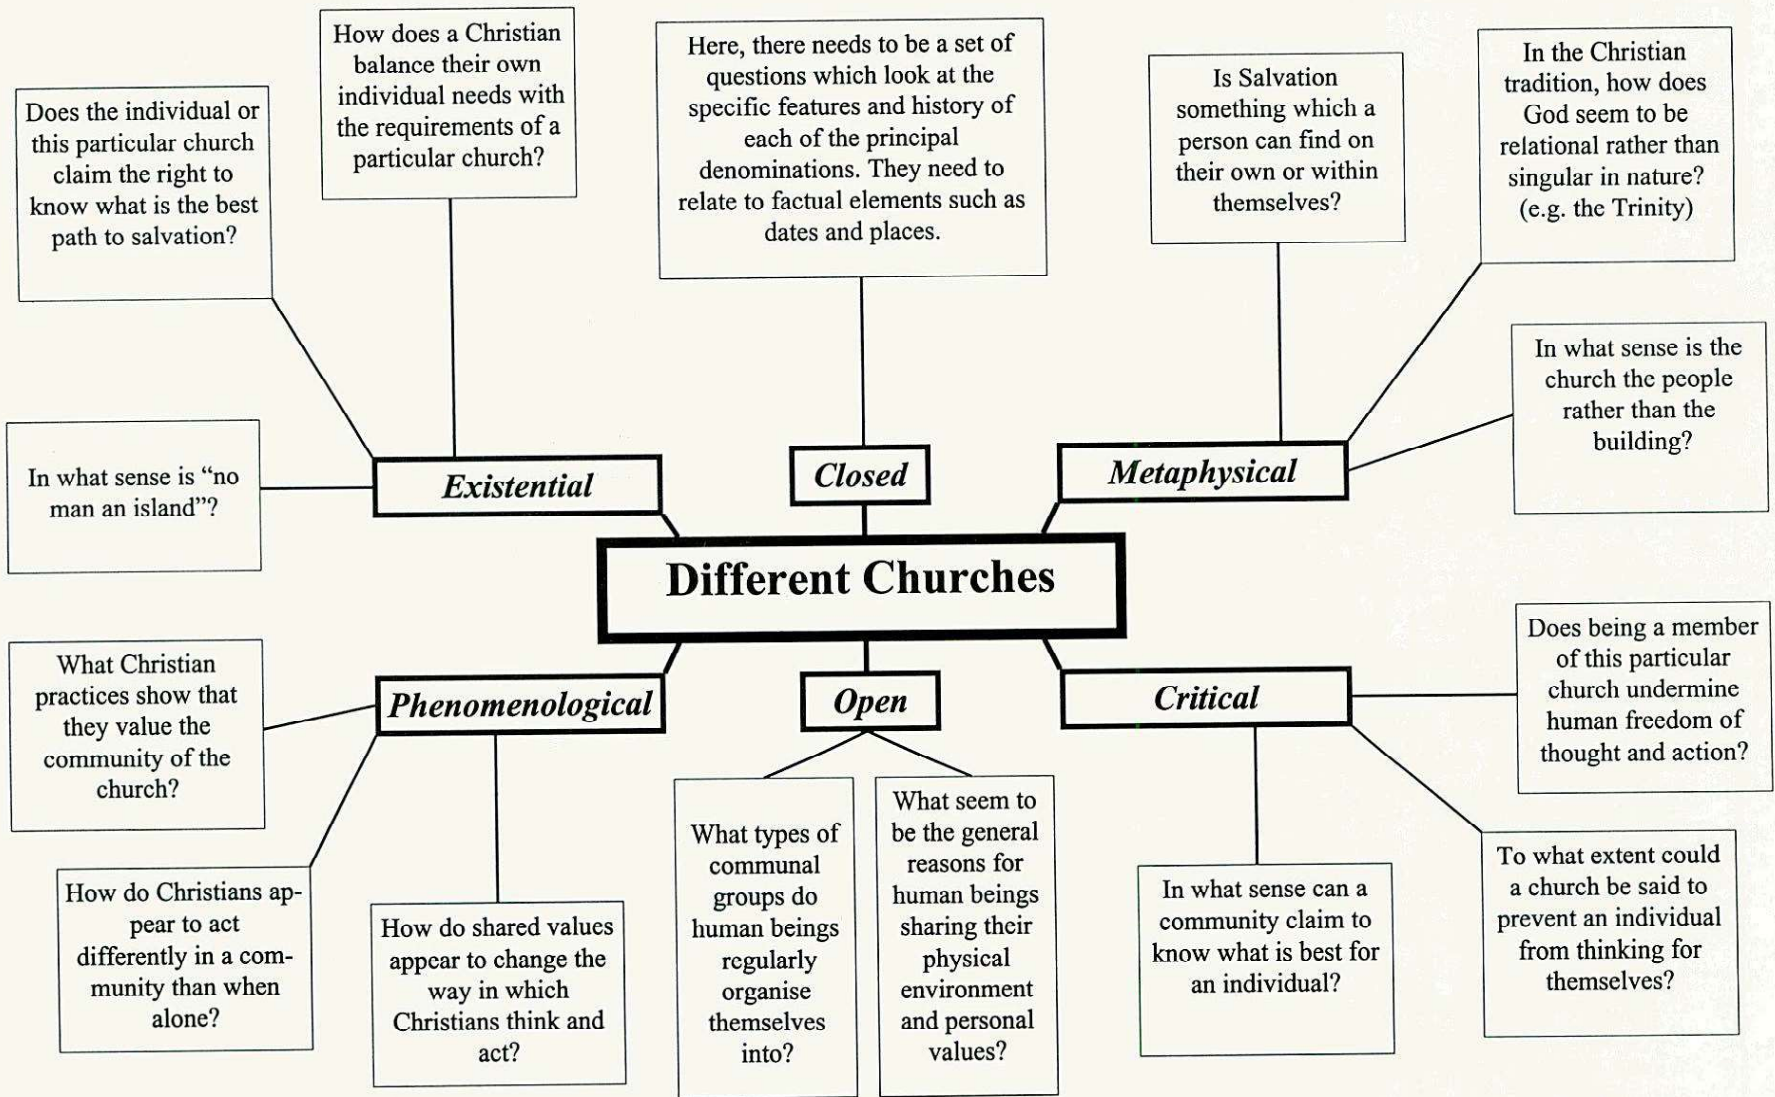 Does the individual or
this particular church
claim the right to
know what is the best
path to salvation?
How does a Christian
balance their own
individual needs with
the requirements of a
particular church?
Here, there needs to be a set of
questions which look at the
specific features and history of
each of the principal
denominations. They need to
relate to factual elements such as
dates and places.
Is Salvation
something which a
person can find on
their own or within
themselves?
In the Christian
tradition, how does
God seem to be
relational rather than
singular in nature?
(e.g. the Trinity)
In what sense is the
church the people
rather than the
building?
In what sense is “no
man an island”?
Existential
Closed
Metaphysical
Different Churches
Phenomenological
Open
Critical
What Christian
practices show that
they value the
community of the
church?
How do Christians ap-
pear to act
differently in a com-
munity than when
alone?
How do shared values
appear to change the
way in which
Christians think and
act?
What types of
communal
groups do
human beings
regularly
organise
themselves
into?
What seem to
be the general
reasons for
human beings
sharing their
physical
environment
and personal
values?
In what sense can a
community claim to
know what is best for
an individual?
To what extent could
a church be said to
prevent an individual
from thinking for
themselves?
Does being a member
of this particular
church undermine
human freedom of
thought and action?